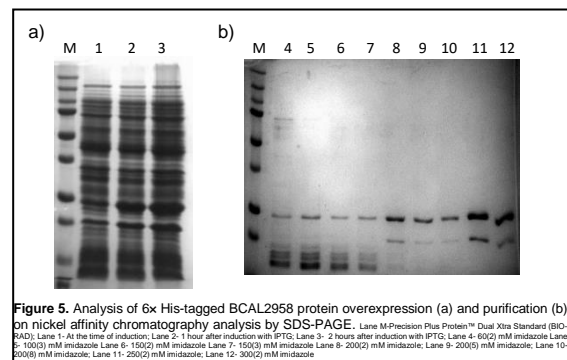 a)
b)
M 1 2 3
M 4 5 6 7 8 9 10 11 12
Figure 5. Analysis of 6× His-tagged BCAL2958 protein overexpression (a) and purification (b)
on nickel affinity chromatography analysis by SDS-PAGE. Lane M-Precision Plus Protein™ Dual Xtra Standard (BIO-
RAD); Lane 1- At the time of induction; Lane 2- 1 hour after induction with IPTG; Lane 3- 2 hours after induction with IPTG; Lane 4- 60(2) mM imidazole Lane
5- 100(3) mM imidazole Lane 6- 150(2) mM imidazole Lane 7- 150(3) mM imidazole Lane 8- 200(2) mM imidazole; Lane 9- 200(5) mM imidazole; Lane 10-
200(8) mM imidazole; Lane 11- 250(2) mM imidazole; Lane 12- 300(2) mM imidazole